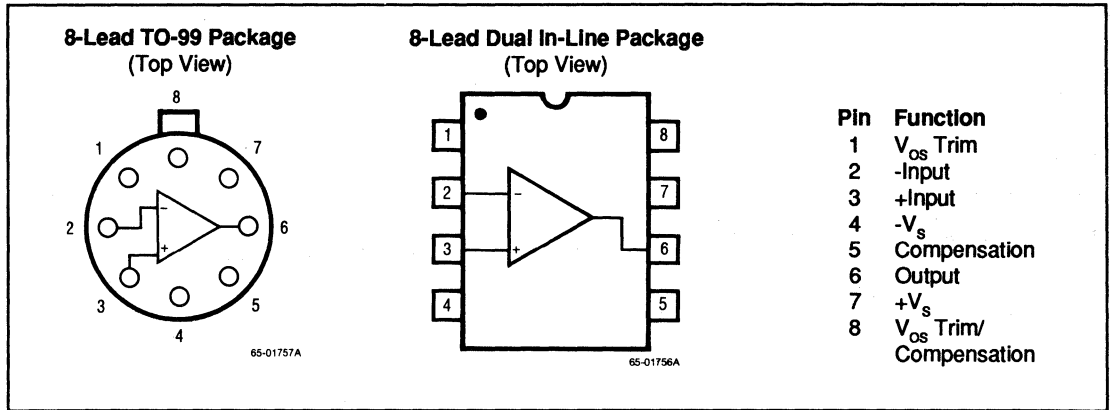 8-Lead TO-99 Package
(Top View)
8
1
7
2
-
+
6
3
5
4
65-01757A
8-Lead Dual In-Line Package
(Top View)
1
8
2
-
7
3
+
6
4
5
65-01756A
Pin Function
1 Vos Trim
2 -Input
3 +Input
4 -Vs
5 Compensation
6 Output
7 +Vs
8 Vos Trim/
Compensation